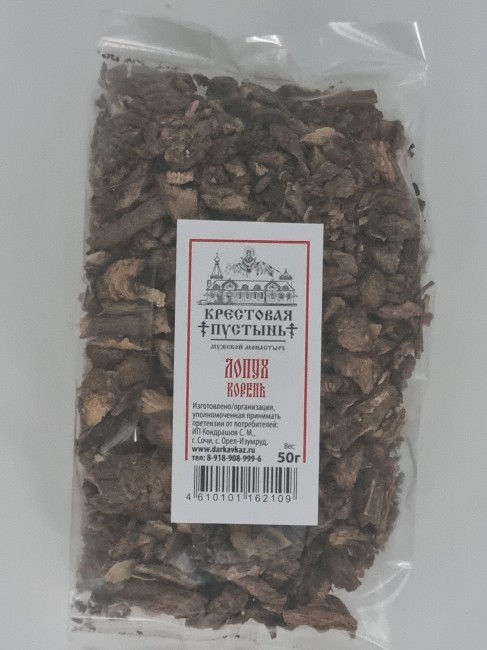 КРЕСТОВАЯ
ПУСТЫНЬ
МУЖСКОЙ МОНАСТЫРЬ
ЛОПУХ
КОРЕНЬ
Изготовлено/организация,
уполномоченная принимать
претензии от потребителей:
ИП Кондрашов С. М.,
г. Сочи, с. Орел-Изумруд,
www.darkavkaz.ru
тел: 8-918-908-999-6
Вес:
50г
4 610101 162109